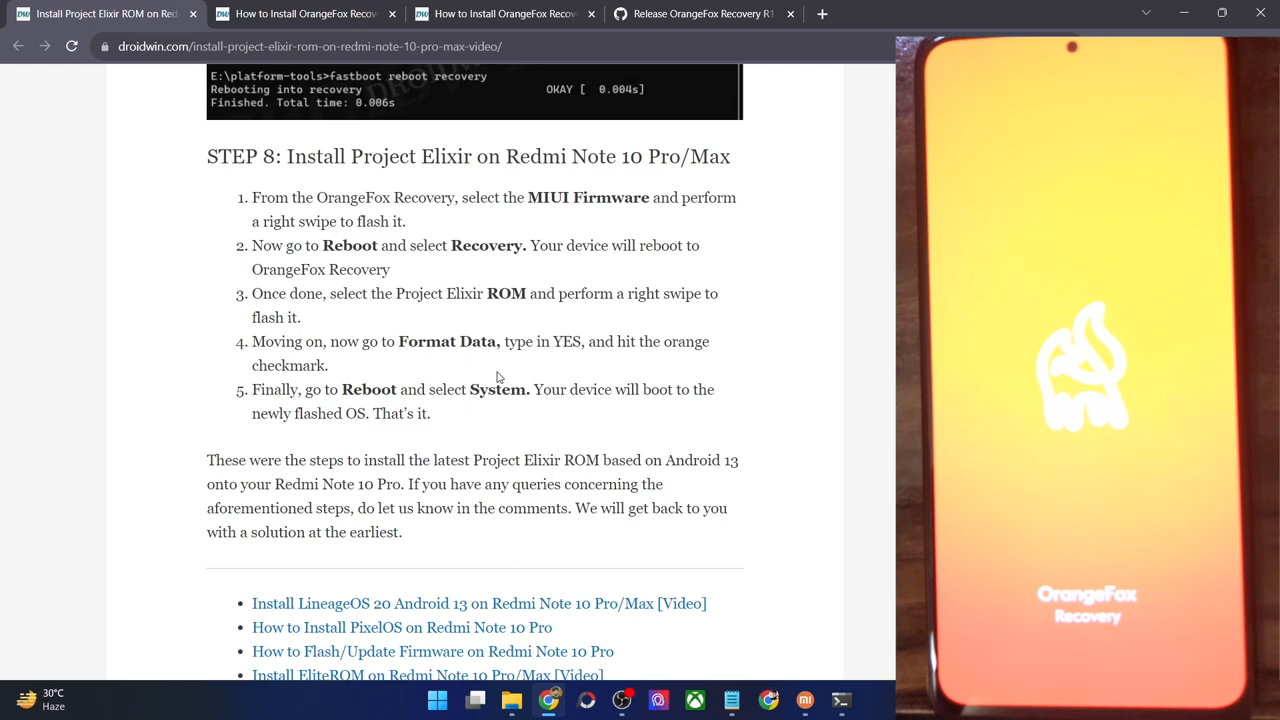 Install Project Elixir ROM on Red
How to Install OrangeFox Recov
How to Install OrangeFox Recov
Release OrangeFox Recovery R1
droidwin.com/install-project-elixir-rom-on-redmi-note-10-pro-max-video/
E:\platform-tools>fastboot reboot recovery
Rebooting into recovery OKAY [ 0.004s]
Finished. Total time: 0.006s
STEP 8: Install Project Elixir on Redmi Note 10 Pro/Max
1. From the OrangeFox Recovery, select the MIUI Firmware and perform
a right swipe to flash it.
2. Now go to Reboot and select Recovery. Your device will reboot to
OrangeFox Recovery
3. Once done, select the Project Elixir ROM and perform a right swipe to
flash it.
4. Moving on, now go to Format Data, type in YES, and hit the orange
checkmark.
5. Finally, go to Reboot and select System. Your device will boot to the
newly flashed OS. That's it.
These were the steps to install the latest Project Elixir ROM based on Android 13
onto your Redmi Note 10 Pro. If you have any queries concerning the
aforementioned steps, do let us know in the comments. We will get back to you
with a solution at the earliest.
• Install LineageOS 20 Android 13 on Redmi Note 10 Pro/Max [Video]
• How to Install PixelOS on Redmi Note 10 Pro
• How to Flash/Update Firmware on Redmi Note 10 Pro
• Install EliteROM on Redmi Note 10 Pro/Max [Video]
OrangeFox
Recovery
30°C
Haze